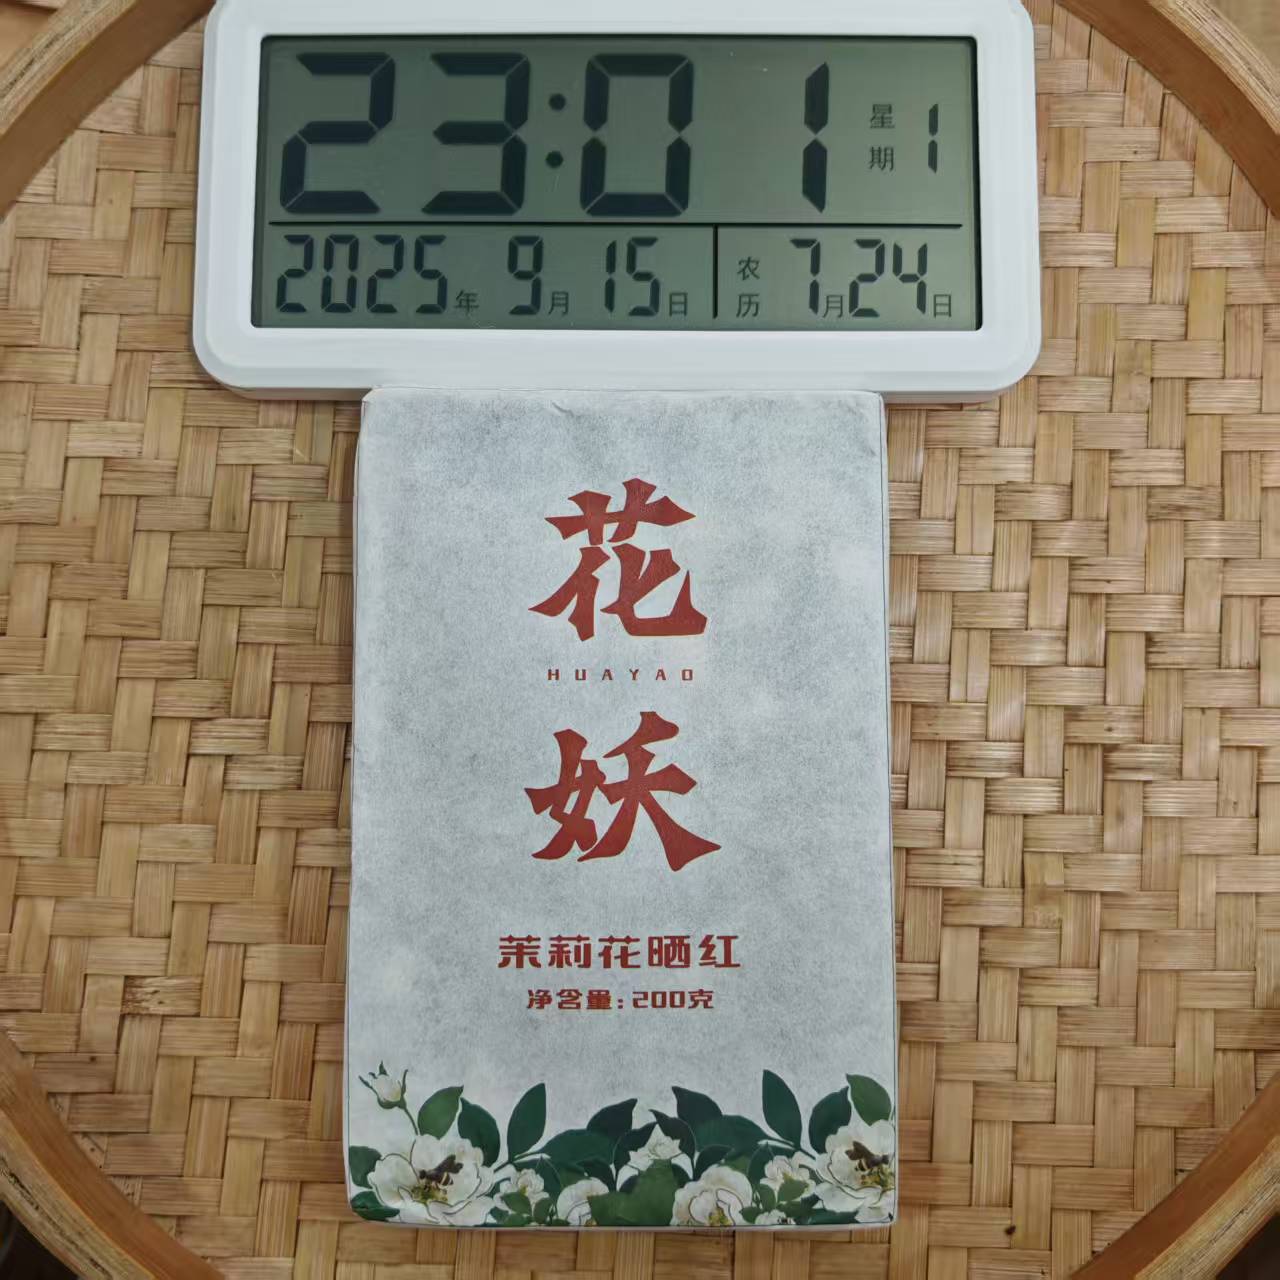 23:01 星期 1
2025年 9月 15日 农历 7月24日
花
HUAYAO
妖
茉莉花晒红
净含量:200克